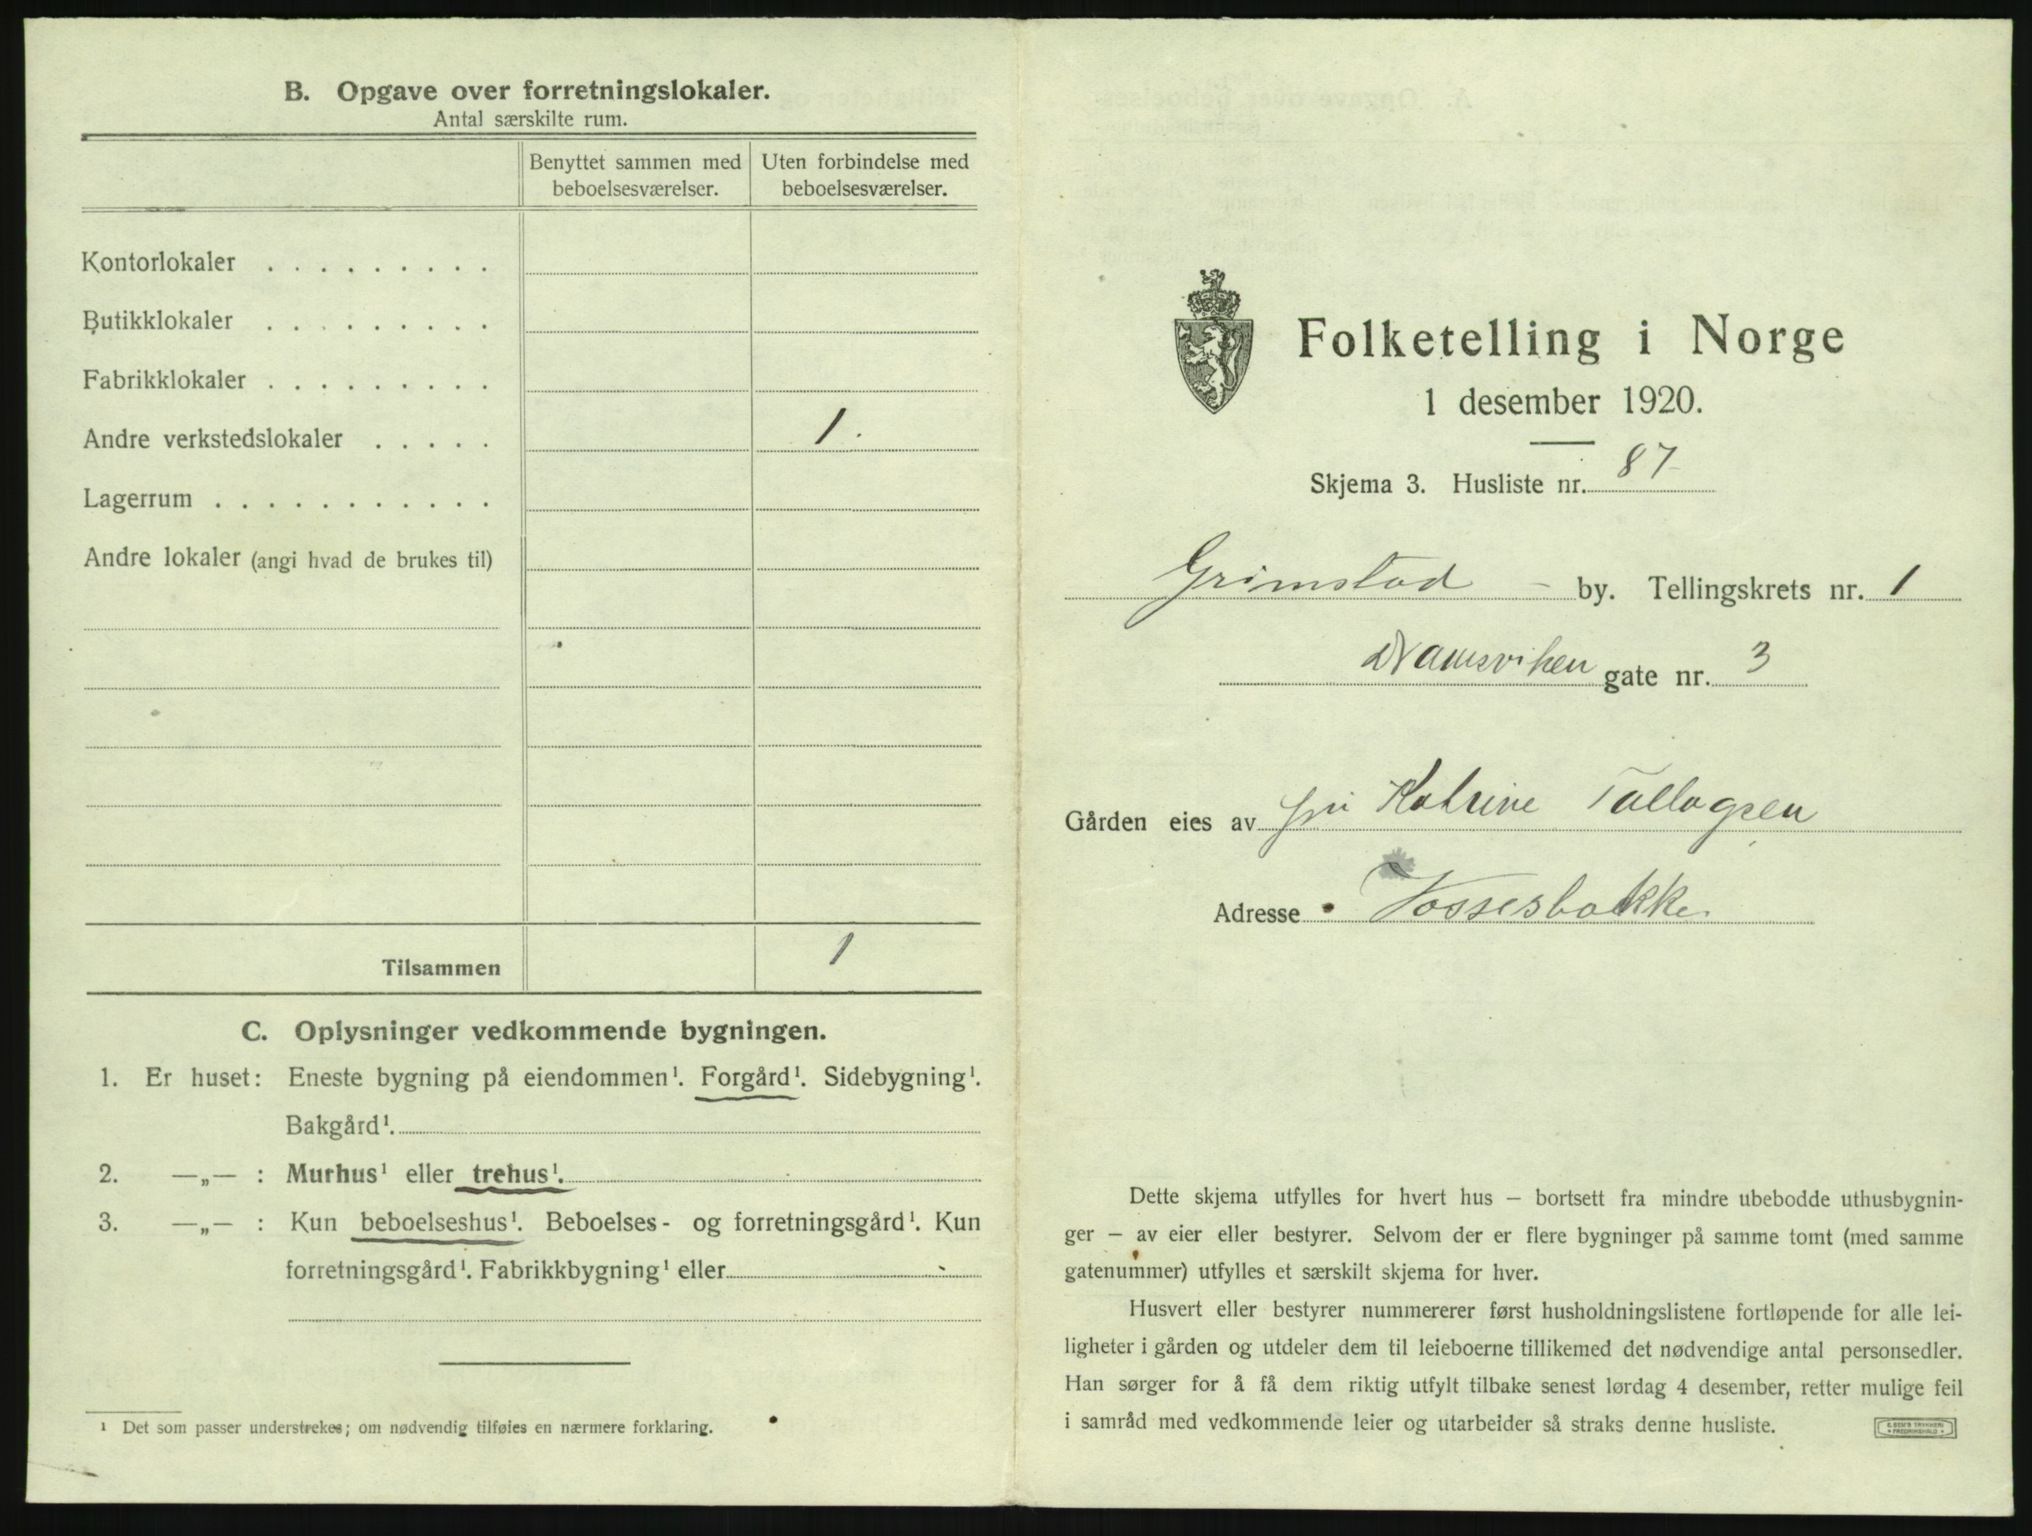 B. Opgave over forretningslokaler.
Antal særskilte rum.
Benyttet sammen med beboelsesværelser.
Uten forbindelse med beboelsesværelser.
Kontorlokaler . . . . . . . . .
Butikklokaler . . . . . . . . .
Fabrikklokaler . . . . . . . . .
Andre verkstedslokaler . . . . . 1
Lagerrum . . . . . . . . . . .
Andre lokaler (angi hvad de brukes til)
Tilsammen 1
C. Oplysninger vedkommende bygningen.
1. Er huset: Eneste bygning på eiendommen¹. Forgård¹. Sidebygning¹.
Bakgård¹.
2. —„— : Murhus¹ eller trehus¹.
3. —„— : Kun beboelseshus¹. Beboelses- og forretningsgård¹. Kun
forretningsgård¹. Fabrikkbygning¹ eller
¹ Det som passer understrekes; om nødvendig tilføies en nærmere forklaring.
Folketelling i Norge
1 desember 1920.
Skjema 3. Husliste nr. 87
Grimstad – by. Tellingskrets nr. 1
gate nr. 3
Gården eies av Katrine Tallagsen
Adresse Vossesbakke
Dette skjema utfylles for hvert hus – bortsett fra mindre ubebodde uthusbygnin-
ger – av eier eller bestyrer. Selvom der er flere bygninger på samme tomt (med samme
gatenummer) utfylles et særskilt skjema for hver.
Husvert eller bestyrer nummererer først husholdningslistene fortløpende for alle lei-
ligheter i gården og utdeler dem til leieboerne tillikemed det nødvendige antal personsedler.
Han sørger for å få dem riktig utfylt tilbake senest lørdag 4 desember, retter mulige feil
i samråd med vedkommende leier og utarbeider så straks denne husliste.